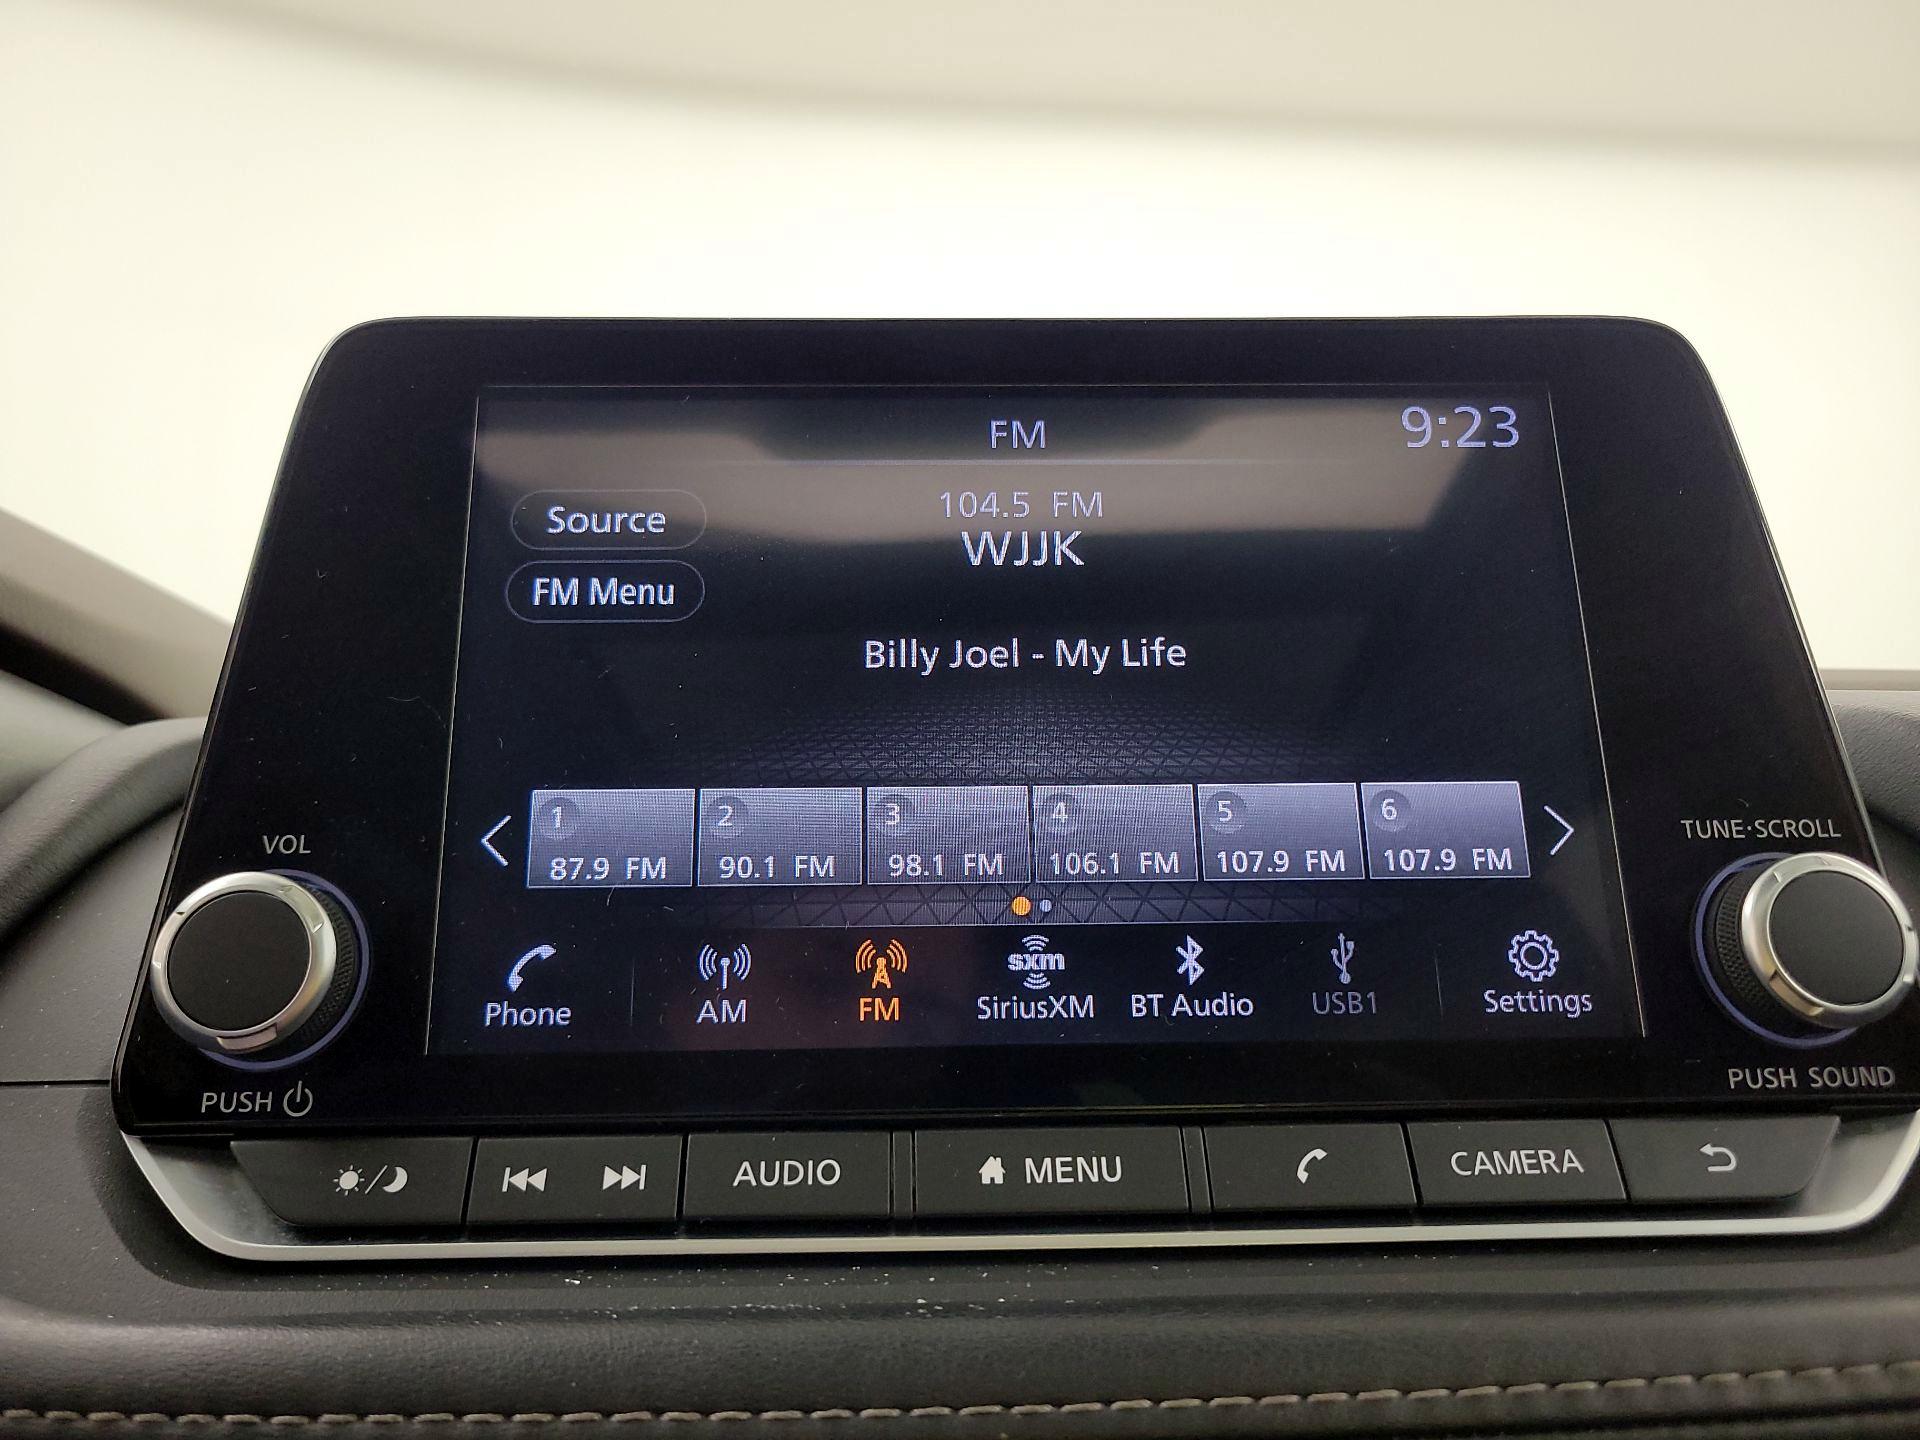 FM
9:23
Source
104.5 FM
WJJK
FM Menu
Billy Joel - My Life
1 2 3 4 5 6
87.9 FM 90.1 FM 98.1 FM 106.1 FM 107.9 FM 107.9 FM
VOL
TUNE·SCROLL
sxm
Phone AM FM SiriusXM BT Audio USB1 Settings
PUSH
PUSH SOUND
AUDIO MENU CAMERA